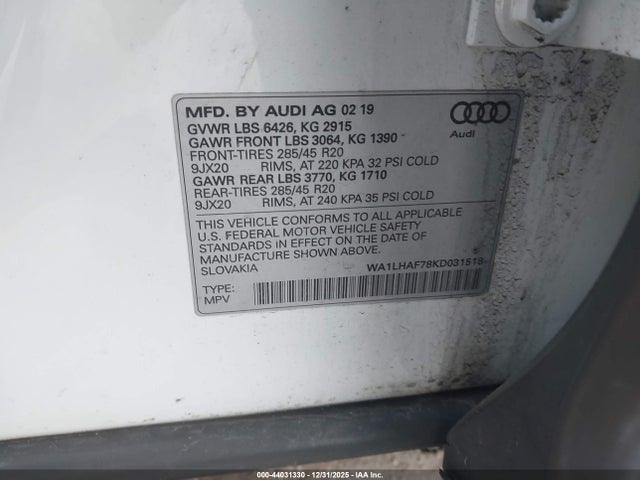 MFD. BY AUDI AG 02 19
GVWR LBS 6426, KG 2915
GAWR FRONT LBS 3064, KG 1390
FRONT-TIRES 285/45 R20
9JX20 RIMS, AT 220 KPA 32 PSI COLD
GAWR REAR LBS 3770, KG 1710
REAR-TIRES 285/45 R20
9JX20 RIMS, AT 240 KPA 35 PSI COLD
THIS VEHICLE CONFORMS TO ALL APPLICABLE
U.S. FEDERAL MOTOR VEHICLE SAFETY
STANDARDS IN EFFECT ON THE DATE OF
MANUFACTURE SHOWN ABOVE.
SLOVAKIA
WA1LHAF78KD031518
TYPE:
MPV
Audi
000-44031330 - 12/31/2025 - IAA Inc.